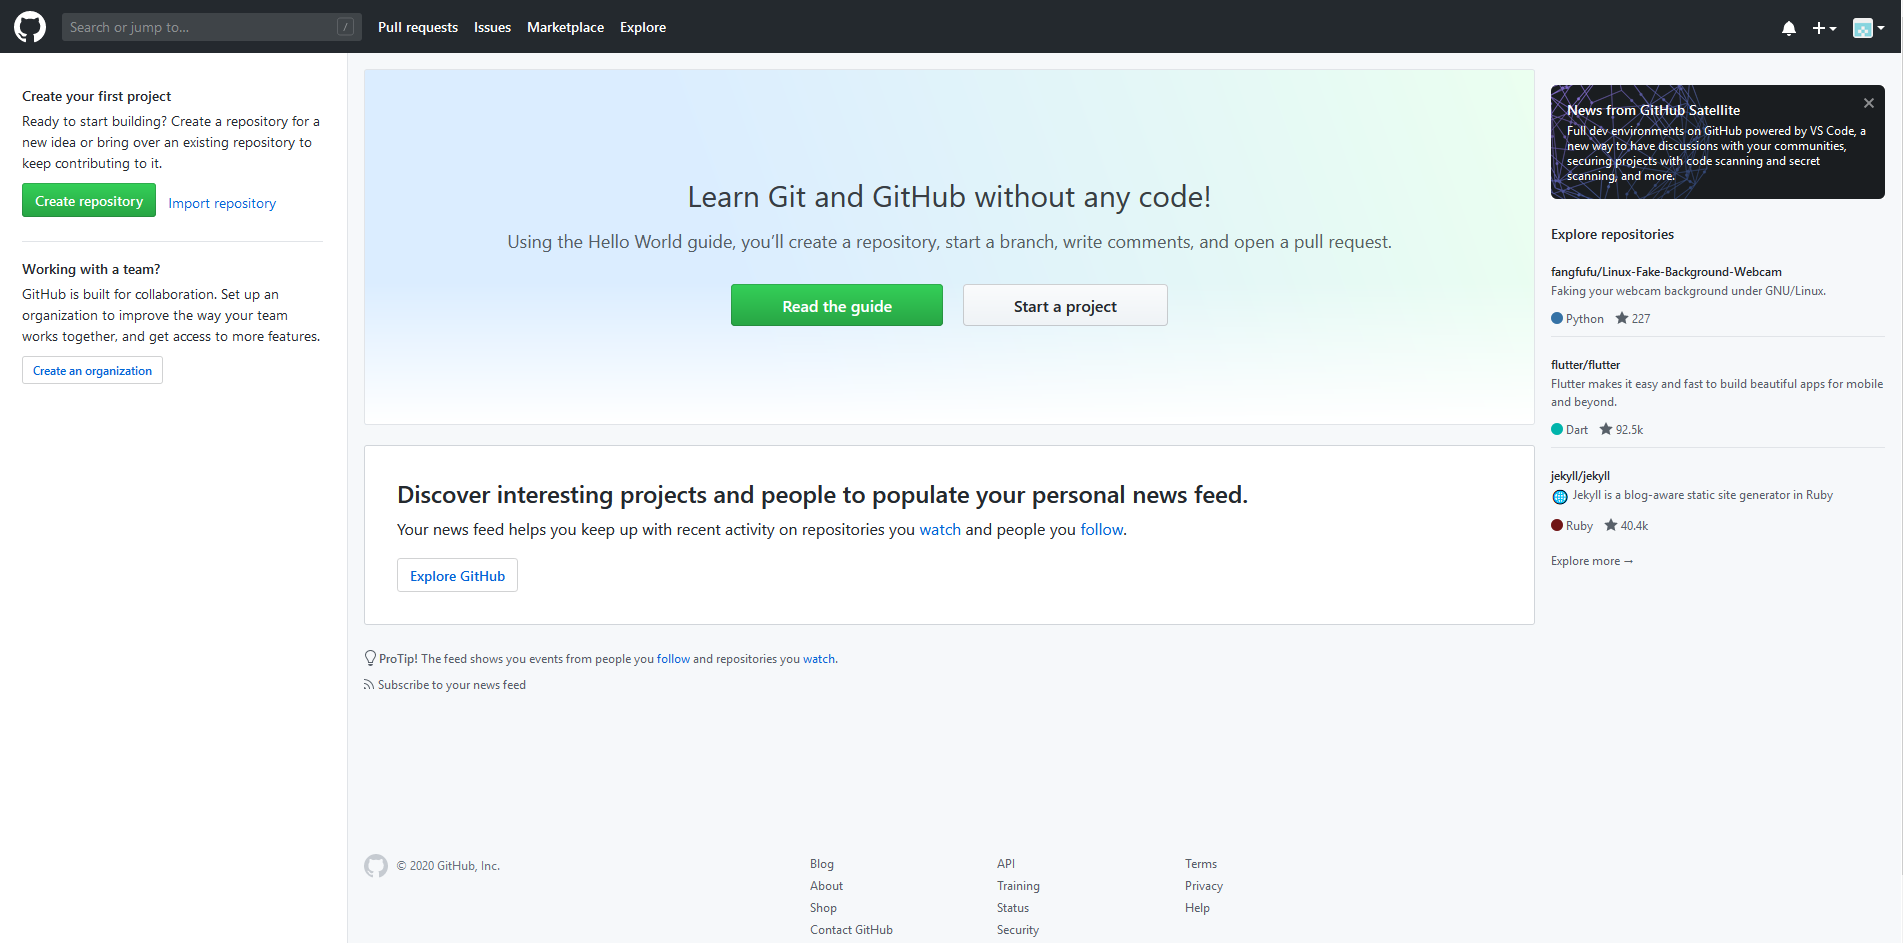 Search or jump to...
/
Pull requests
Issues
Marketplace
Explore
Create your first project
Ready to start building? Create a repository for a
new idea or bring over an existing repository to
keep contributing to it.
Create repository
Import repository
Working with a team?
GitHub is built for collaboration. Set up an
organization to improve the way your team
works together, and get access to more features.
Create an organization
Learn Git and GitHub without any code!
Using the Hello World guide, you’ll create a repository, start a branch, write comments, and open a pull request.
Read the guide
Start a project
Discover interesting projects and people to populate your personal news feed.
Your news feed helps you keep up with recent activity on repositories you watch and people you follow.
Explore GitHub
ProTip! The feed shows you events from people you follow and repositories you watch.
Subscribe to your news feed
News from GitHub Satellite
Full dev environments on GitHub powered by VS Code, a
new way to have discussions with your communities,
securing projects with code scanning and secret
scanning, and more.
Explore repositories
fangfufu/Linux-Fake-Background-Webcam
Faking your webcam background under GNU/Linux.
Python 227
flutter/flutter
Flutter makes it easy and fast to build beautiful apps for mobile
and beyond.
Dart 92.5k
jekyll/jekyll
Jekyll is a blog-aware static site generator in Ruby
Ruby 40.4k
Explore more →
© 2020 GitHub, Inc.
Blog
About
Shop
Contact GitHub
API
Training
Status
Security
Terms
Privacy
Help